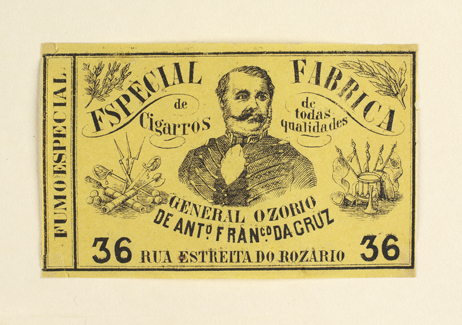 FUMO ESPECIAL
ESPECIAL FABRICA
de Cigarros
de todas qualidades
GENERAL OZORIO
DE ANTO. FRANCO. DA CRUZ
36 RUA ESTREITA DO ROZARIO 36